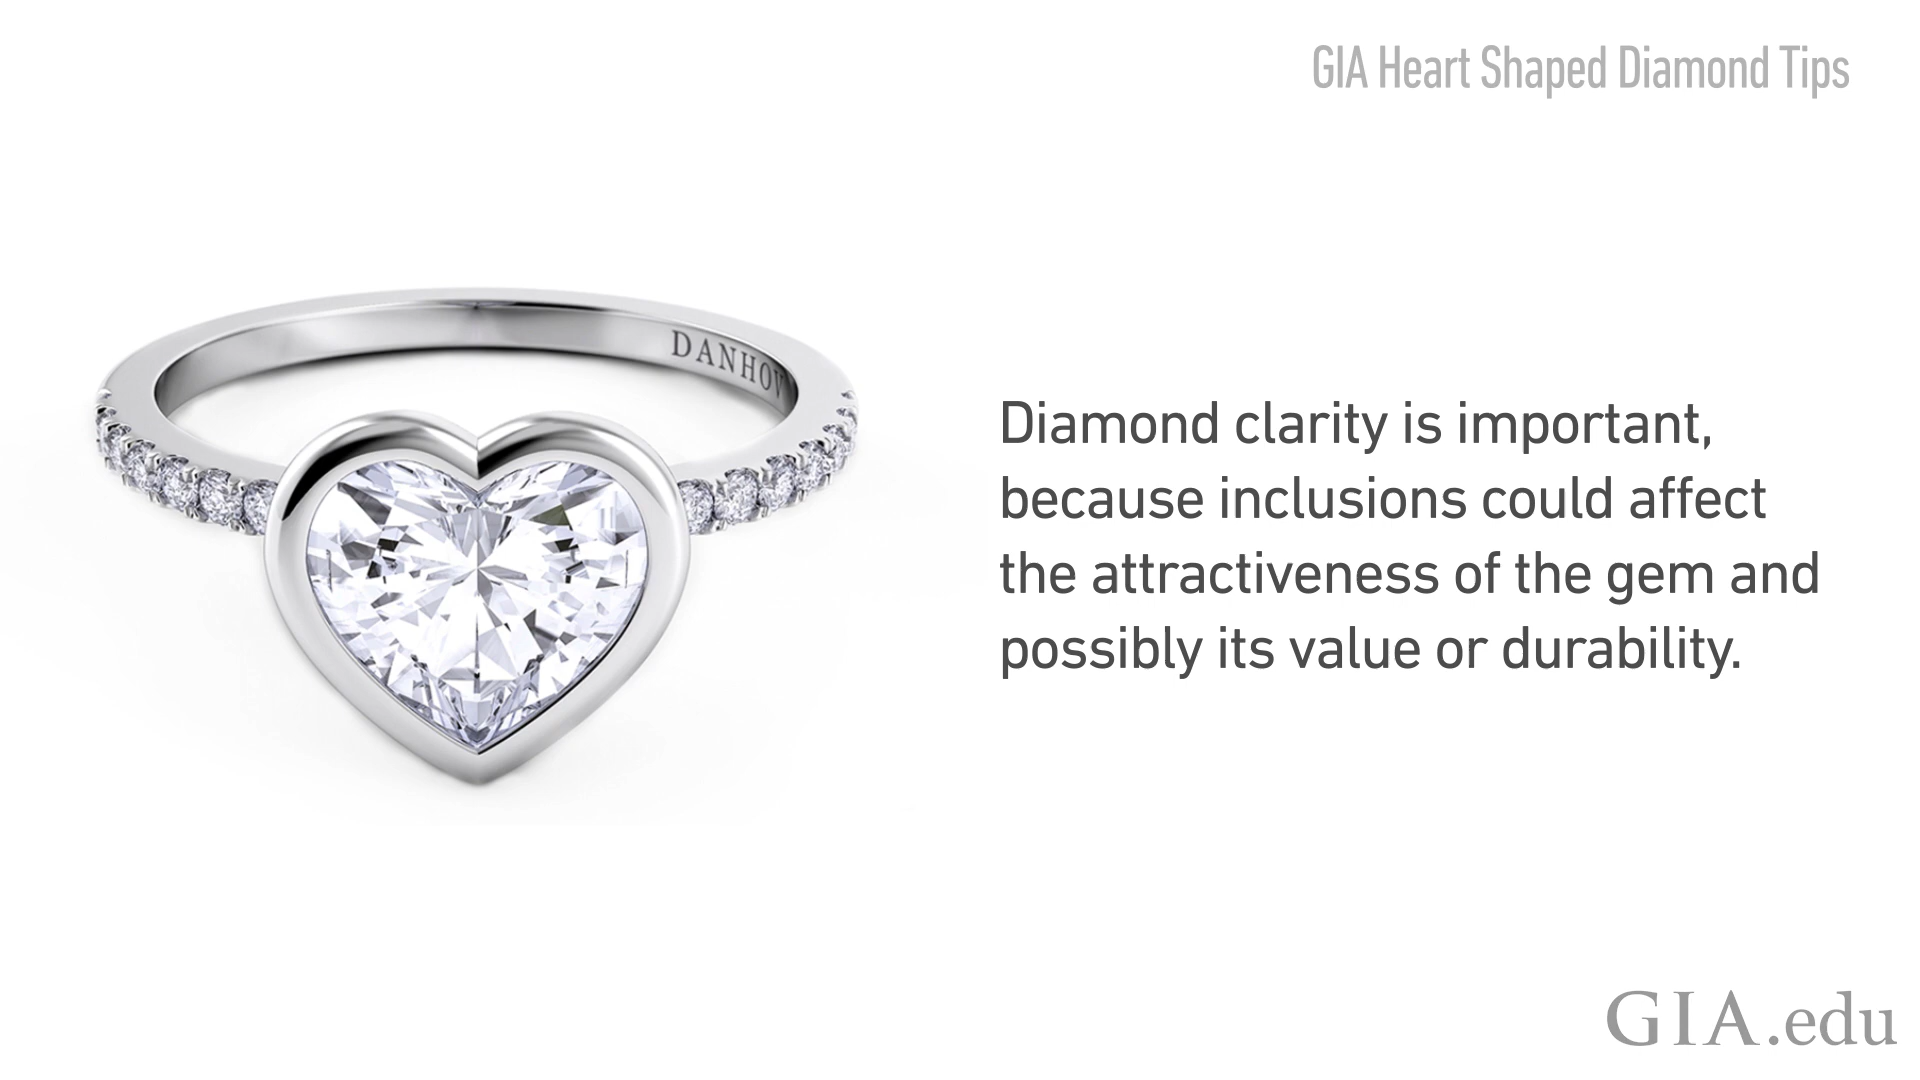 GIA Heart Shaped Diamond Tips
DANHOV
Diamond clarity is important,
because inclusions could affect
the attractiveness of the gem and
possibly its value or durability.
GIA.edu